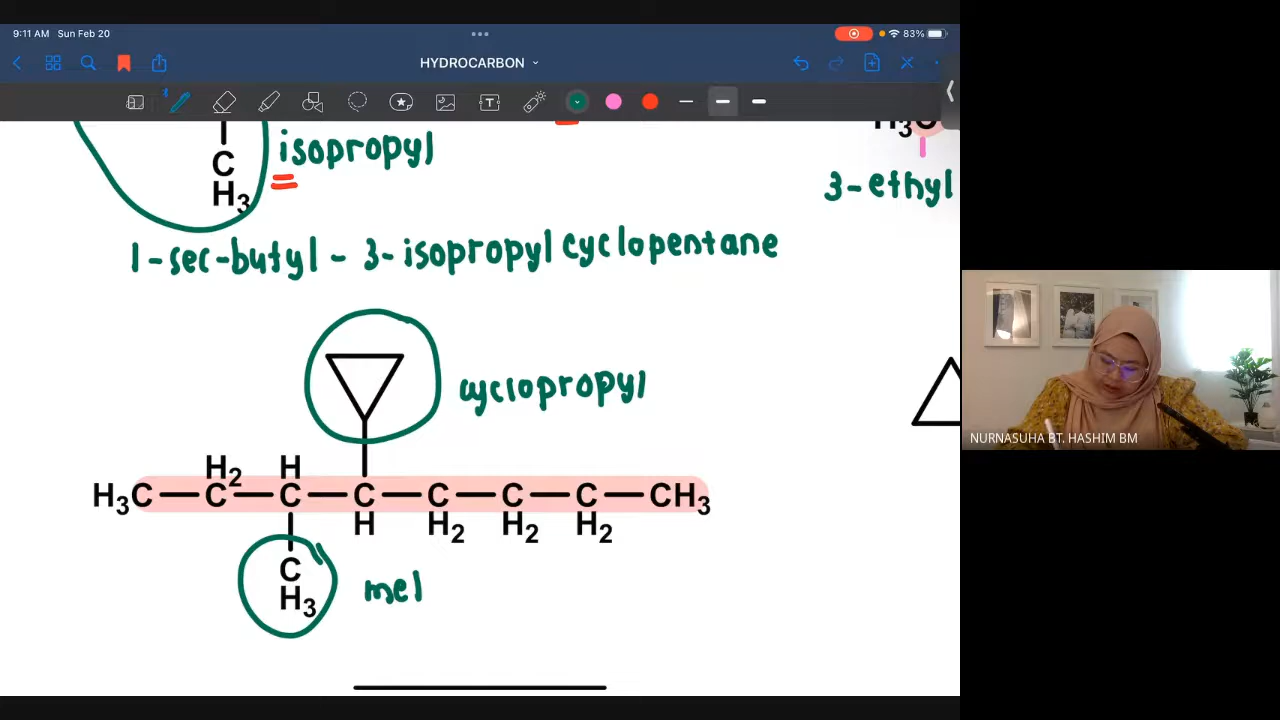 9:11 AM Sun Feb 20
83%
HYDROCARBON
T
H3C
isopropyl
C
H3
3-ethyl
1-sec-butyl - 3-isopropyl cyclopentane
cyclopropyl
H2 H
H3C C C C C C C CH3
H H2 H2 H2
C
H3
mel
NURNASUHA BT. HASHIM BM